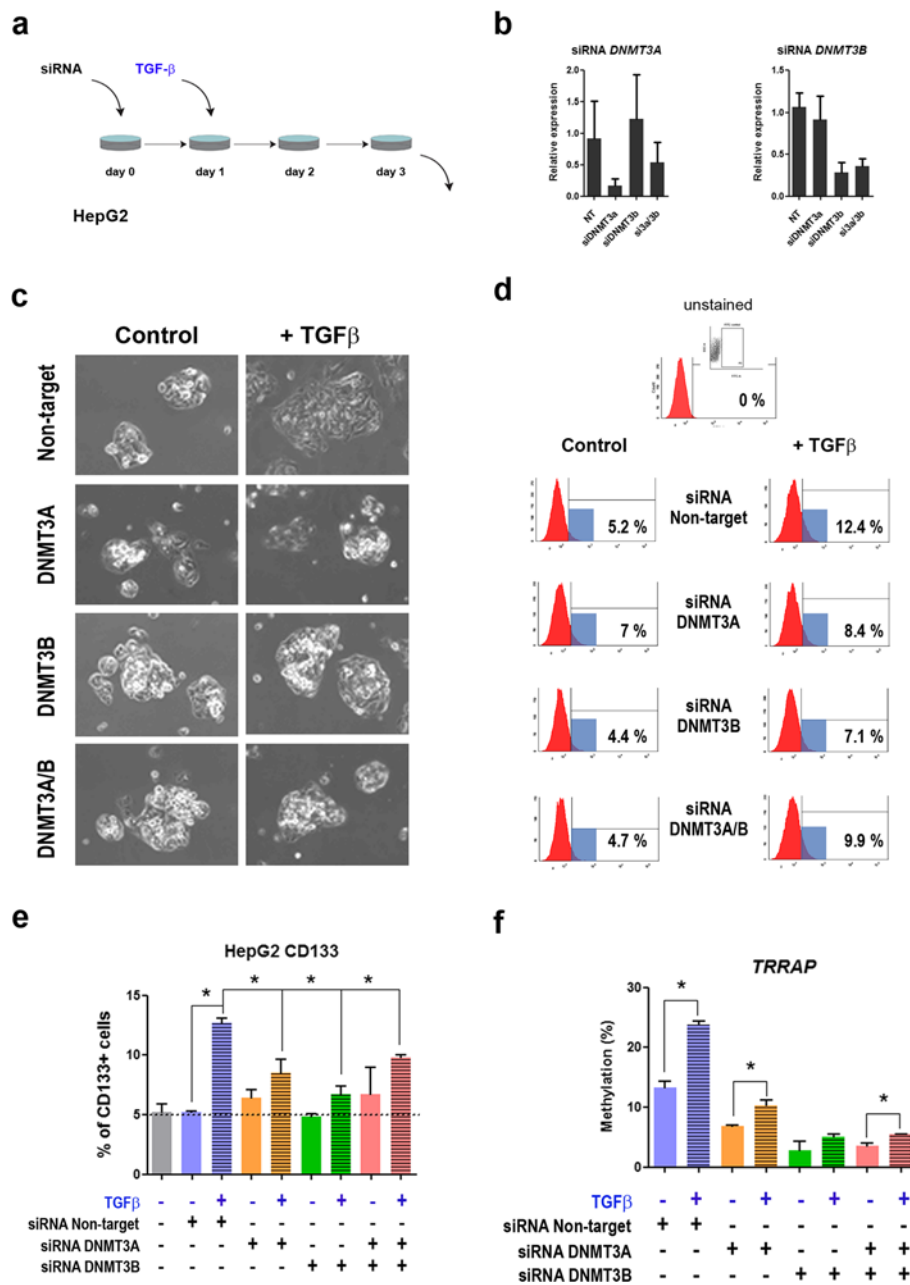 a
siRNA
TGF-β
day 0
day 1
day 2
day 3
HepG2
b
siRNA DNMT3A
Relative expression
2.0
1.5
1.0
0.5
0.0
NT
siDNMT3a
siDNMT3b
si3a/3b
siRNA DNMT3B
Relative expression
1.5
1.0
0.5
0.0
NT
siDNMT3a
siDNMT3b
si3a/3b
c
Control
+ TGFβ
Non-target
DNMT3A
DNMT3B
DNMT3A/B
d
unstained
0 %
Control
+ TGFβ
siRNA
Non-target
5.2 %
12.4 %
siRNA
DNMT3A
7 %
8.4 %
siRNA
DNMT3B
4.4 %
7.1 %
siRNA
DNMT3A/B
4.7 %
9.9 %
e
HepG2 CD133
% of CD133+ cells
15
10
5
0
* * * *
TGFβ - - + - + - + - +
siRNA Non-target - + + - - - - - -
siRNA DNMT3A - - - + + - - + +
siRNA DNMT3B - - - - - + + + +
f
TRRAP
Methylation (%)
30
20
10
0
* * *
TGFβ - + - + - + - +
siRNA Non-target + + - - - - - -
siRNA DNMT3A - - + + - - + +
siRNA DNMT3B - - - - + + + +